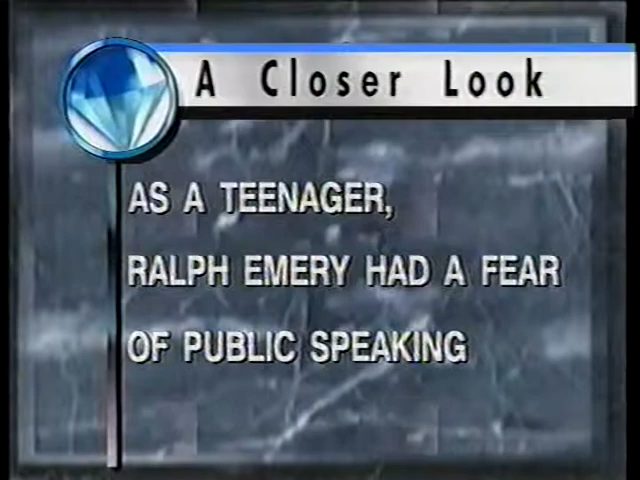 A Closer Look
AS A TEENAGER,
RALPH EMERY HAD A FEAR
OF PUBLIC SPEAKING